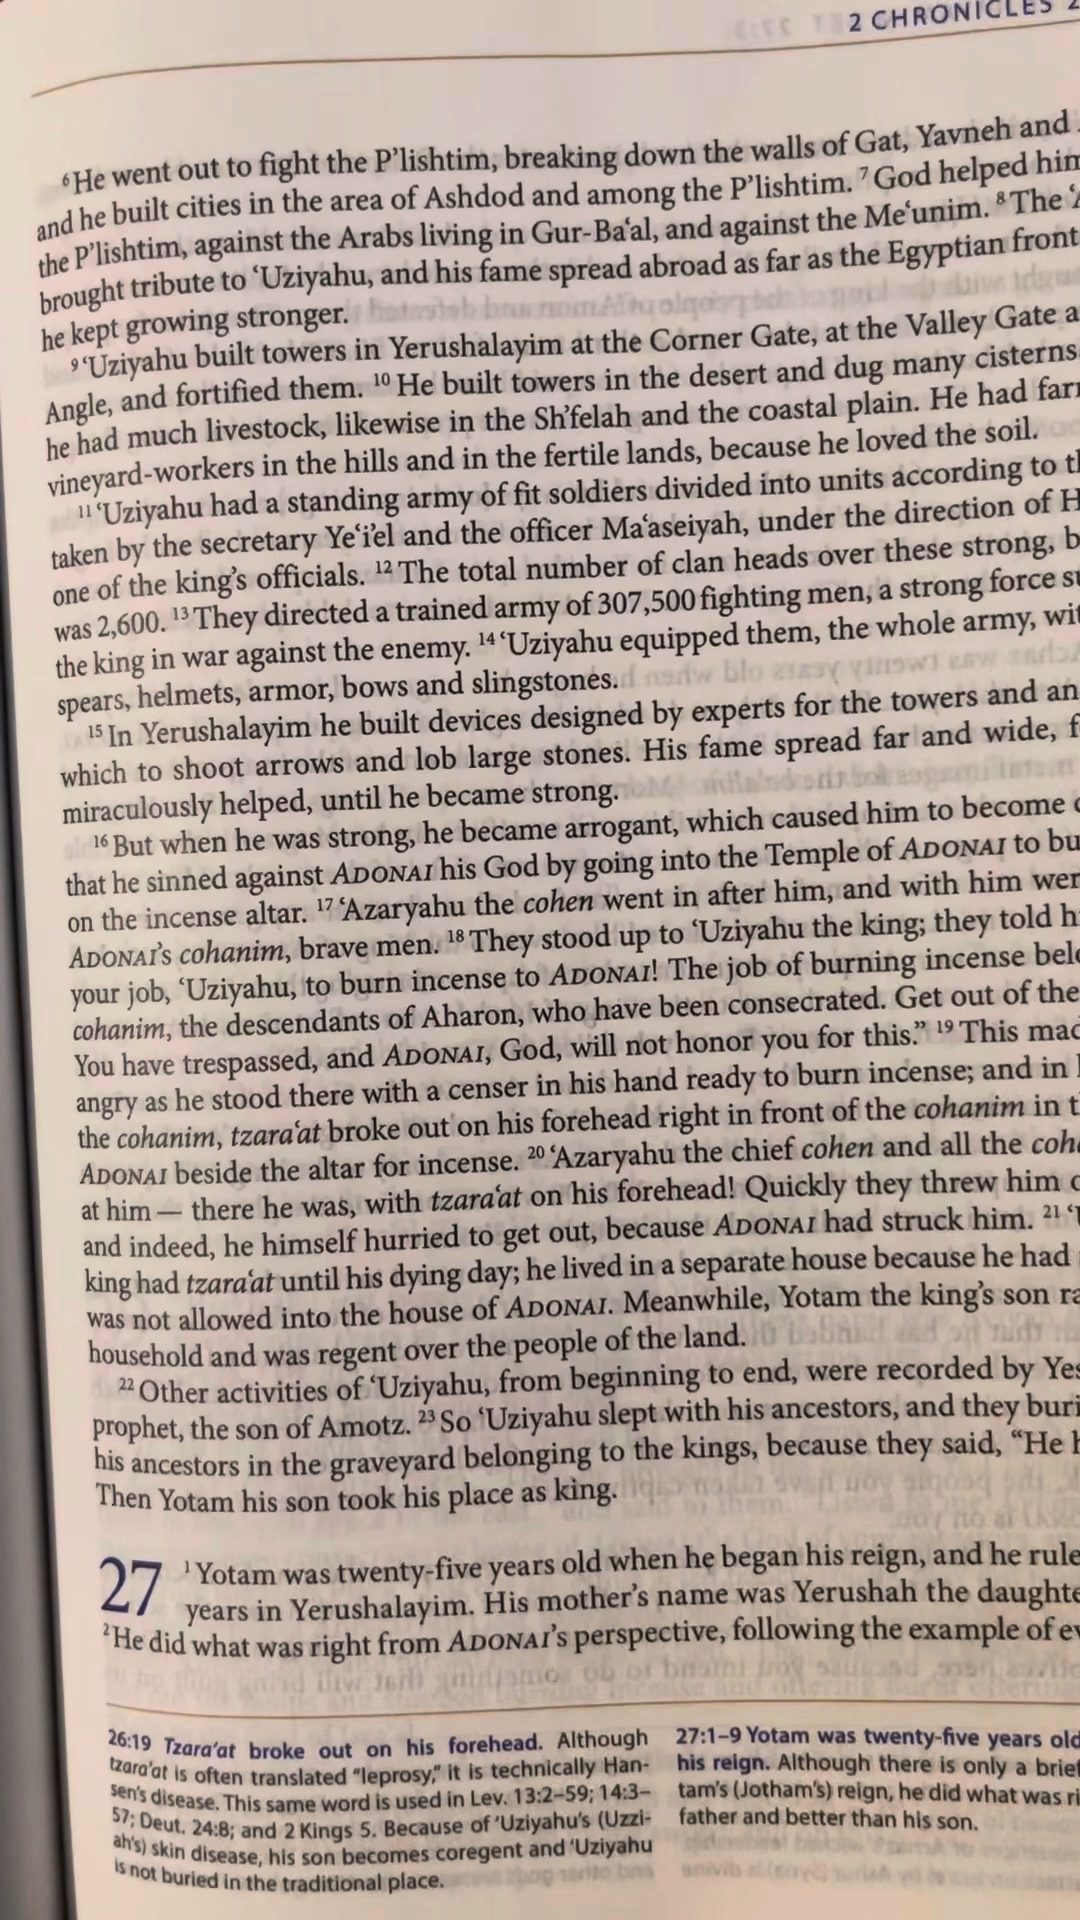 2 CHRONICLES
⁶He went out to fight the P'lishtim, breaking down the walls of Gat, Yavneh and
and he built cities in the area of Ashdod and among the P'lishtim. ⁷God helped him
the P'lishtim, against the Arabs living in Gur-Ba‘al, and against the Me‘unim. ⁸The
brought tribute to ‘Uziyahu, and his fame spread abroad as far as the Egyptian
he kept growing stronger.
⁹‘Uziyahu built towers in Yerushalayim at the Corner Gate, at the Valley Gate
Angle, and fortified them. ¹⁰He built towers in the desert and dug many cisterns
he had much livestock, likewise in the Sh'felah and the coastal plain. He had
vineyard-workers in the hills and in the fertile lands, because he loved the soil.
¹¹‘Uziyahu had a standing army of fit soldiers divided into units according to
taken by the secretary Ye‘i'el and the officer Ma‘aseiyah, under the direction of
one of the king's officials. ¹²The total number of clan heads over these strong,
was 2,600. ¹³They directed a trained army of 307,500 fighting men, a strong force
the king in war against the enemy. ¹⁴‘Uziyahu equipped them, the whole army,
spears, helmets, armor, bows and slingstones.
¹⁵In Yerushalayim he built devices designed by experts for the towers and
which to shoot arrows and lob large stones. His fame spread far and wide,
miraculously helped, until he became strong.
¹⁶But when he was strong, he became arrogant, which caused him to become
that he sinned against ADONAI his God by going into the Temple of ADONAI to
on the incense altar. ¹⁷‘Azaryahu the cohen went in after him, and with him
ADONAI's cohanim, brave men. ¹⁸They stood up to ‘Uziyahu the king; they told
your job, ‘Uziyahu, to burn incense to ADONAI! The job of burning incense
cohanim, the descendants of Aharon, who have been consecrated. Get out of the
You have trespassed, and ADONAI, God, will not honor you for this.” ¹⁹This
angry as he stood there with a censer in his hand ready to burn incense; and in
the cohanim, tzara‘at broke out on his forehead right in front of the cohanim in
ADONAI beside the altar for incense. ²⁰‘Azaryahu the chief cohen and all the
at him — there he was, with tzara‘at on his forehead! Quickly they threw him
and indeed, he himself hurried to get out, because ADONAI had struck him. ²¹
king had tzara‘at until his dying day; he lived in a separate house because he had
was not allowed into the house of ADONAI. Meanwhile, Yotam the king's son
household and was regent over the people of the land.
²²Other activities of ‘Uziyahu, from beginning to end, were recorded by
prophet, the son of Amotz. ²³So ‘Uziyahu slept with his ancestors, and they
his ancestors in the graveyard belonging to the kings, because they said, “He
Then Yotam his son took his place as king.
27 ¹Yotam was twenty-five years old when he began his reign, and he
years in Yerushalayim. His mother's name was Yerushah the
²He did what was right from ADONAI's perspective, following the example of
26:19 Tzara‘at broke out on his forehead. Although
tzara‘at is often translated “leprosy,” it is technically Han-
sen's disease. This same word is used in Lev. 13:2–59; 14:3–
57; Deut. 24:8; and 2 Kings 5. Because of ‘Uziyahu's (Uzzi-
ah's) skin disease, his son becomes coregent and ‘Uziyahu
is not buried in the traditional place.
27:1–9 Yotam was twenty-five years old
his reign. Although there is only a brief
tam's (Jotham's) reign, he did what was
father and better than his son.